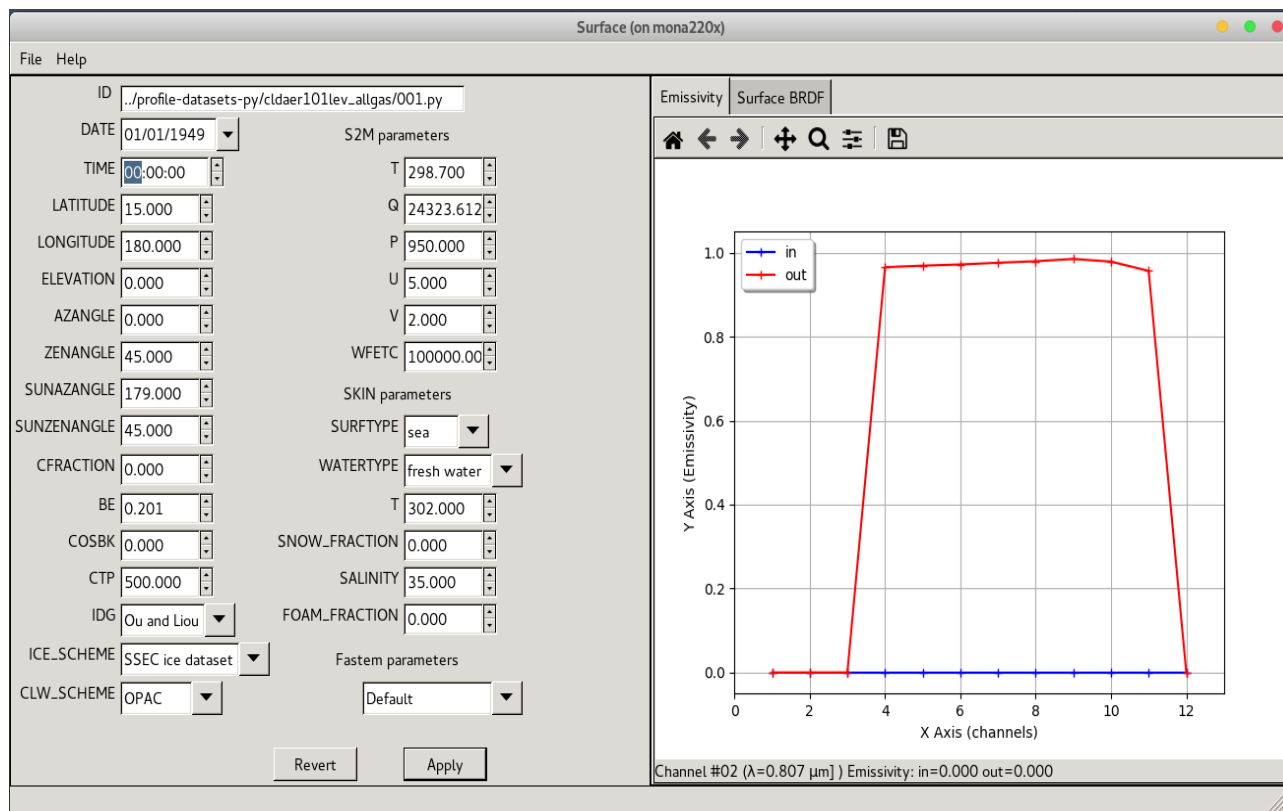 Surface (on mona220x)
File Help
ID ../profile-datasets-py/cldaer101lev_allgas/001.py
DATE 01/01/1949
TIME 00:00:00
LATITUDE 15.000
LONGITUDE 180.000
ELEVATION 0.000
AZANGLE 0.000
ZENANGLE 45.000
SUNAZANGLE 179.000
SUNZENANGLE 45.000
CFRACTION 0.000
BE 0.201
COSBK 0.000
CTP 500.000
IDG Ou and Liou
ICE_SCHEME SSEC ice dataset
CLW_SCHEME OPAC
S2M parameters
T 298.700
Q 24323.612
P 950.000
U 5.000
V 2.000
WFETC 100000.00
SKIN parameters
SURFTYPE sea
WATERTYPE fresh water
T 302.000
SNOW_FRACTION 0.000
SALINITY 35.000
FOAM_FRACTION 0.000
Fastem parameters
Default
Revert Apply
Emissivity Surface BRDF
in
out
1.0
0.8
0.6
0.4
0.2
0.0
Y Axis (Emissivity)
0 2 4 6 8 10 12
X Axis (channels)
Channel #02 (λ=0.807 µm] ) Emissivity: in=0.000 out=0.000